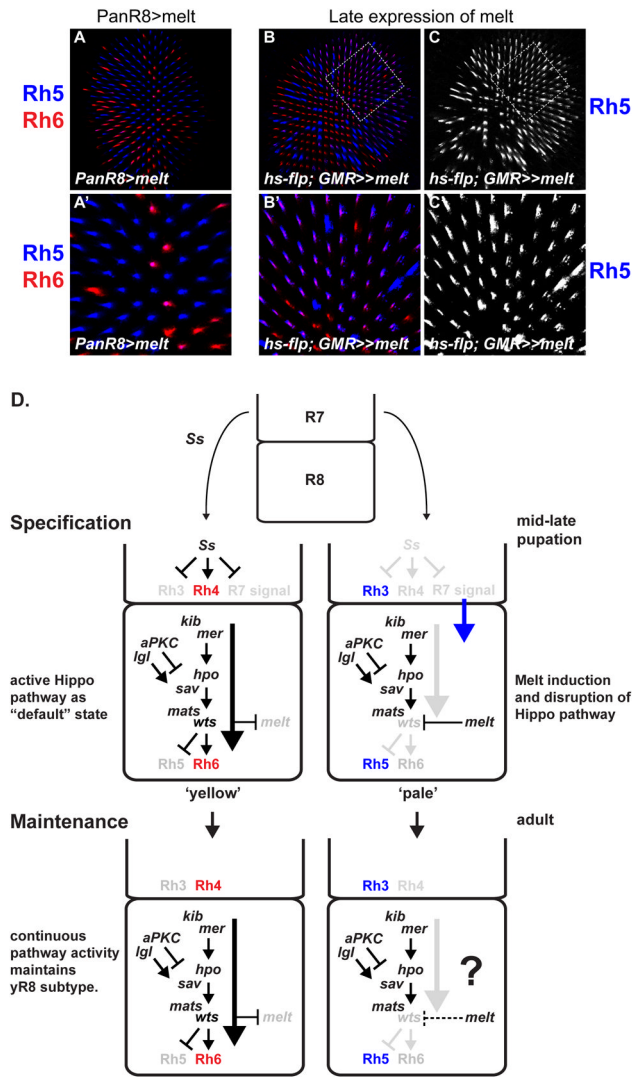 PanR8>melt
Late expression of melt
A
B
C
Rh5
Rh6
Rh5
PanR8>melt
hs-flp; GMR>>melt
hs-flp; GMR>>melt
A'
B'
C'
Rh5
Rh6
Rh5
PanR8>melt
hs-flp; GMR>>melt
hs-flp; GMR>>melt
D.
R7
Ss
R8
Specification
mid-late
pupation
Ss
Rh3 Rh4 R7 signal
Ss
Rh3 Rh4 R7 signal
active Hippo
pathway as
“default” state
kib
mer
aPKC
lgl
hpo
sav
mats
wts
melt
Rh5 Rh6
kib
mer
aPKC
lgl
hpo
sav
mats
wts
melt
Rh5 Rh6
Melt induction
and disruption of
Hippo pathway
‘yellow’
‘pale’
Maintenance
adult
Rh3 Rh4
Rh3 Rh4
continuous
pathway activity
maintains
yR8 subtype.
kib
mer
aPKC
lgl
hpo
sav
mats
wts
melt
Rh5 Rh6
kib
mer
aPKC
lgl
hpo
sav
mats
wts
melt
Rh5 Rh6
?